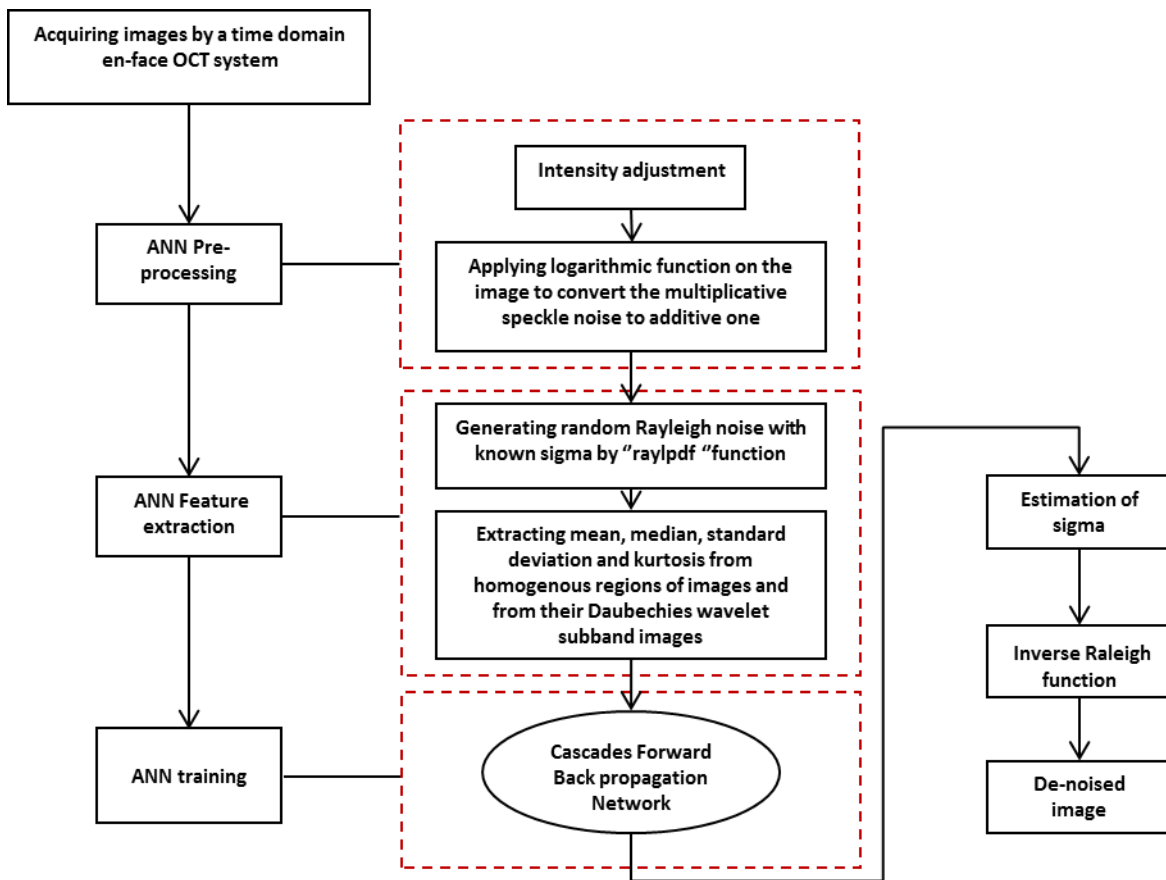 Acquiring images by a time domain
en-face OCT system
ANN Pre-
processing
ANN Feature
extraction
ANN training
Intensity adjustment
Applying logarithmic function on the
image to convert the multiplicative
speckle noise to additive one
Generating random Rayleigh noise with
known sigma by ‘’raylpdf ‘’function
Extracting mean, median, standard
deviation and kurtosis from
homogenous regions of images and
from their Daubechies wavelet
subband images
Cascades Forward
Back propagation
Network
Estimation of
sigma
Inverse Raleigh
function
De-noised
image